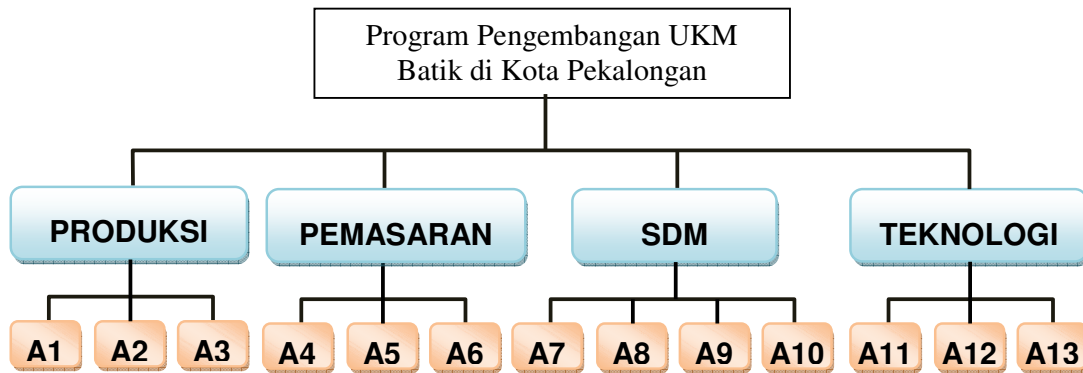 Program Pengembangan UKM
Batik di Kota Pekalongan
PRODUKSI
PEMASARAN
SDM
TEKNOLOGI
A1
A2
A3
A4
A5
A6
A7
A8
A9
A10
A11
A12
A13